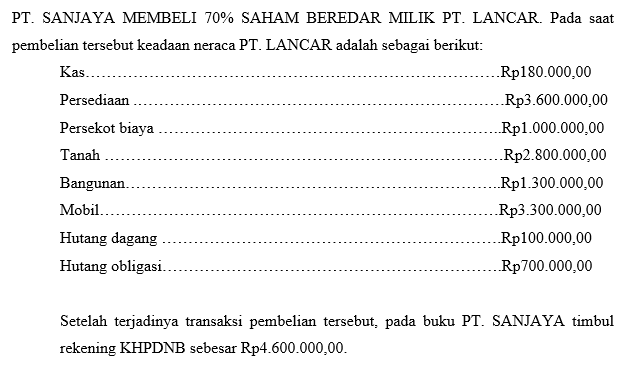 PT. SANJAYA MEMBELI 70% SAHAM BEREDAR MILIK PT. LANCAR. Pada saat
pembelian tersebut keadaan neraca PT. LANCAR adalah sebagai berikut:
Kas……………………………………………………………………Rp180.000,00
Persediaan ……………………………………………………………Rp3.600.000,00
Persekot biaya ………………………………………………………..Rp1.000.000,00
Tanah …………………………………………………………………Rp2.800.000,00
Bangunan……………………………………………………………..Rp1.300.000,00
Mobil…………………………………………………………………Rp3.300.000,00
Hutang dagang ………………………………………………………..Rp100.000,00
Hutang obligasi………………………………………………………..Rp700.000,00
Setelah terjadinya transaksi pembelian tersebut, pada buku PT. SANJAYA timbul
rekening KHPDNB sebesar Rp4.600.000,00.